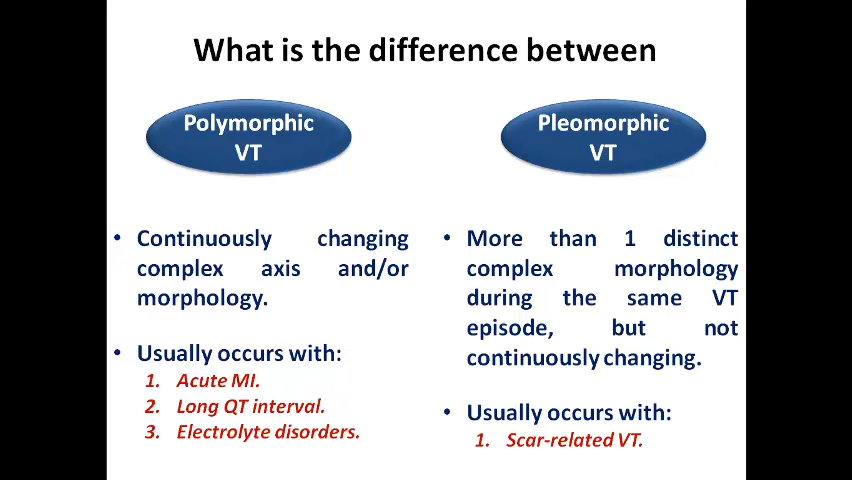 What is the difference between
Polymorphic
VT
• Continuously changing
complex axis and/or
morphology.
• Usually occurs with:
1. Acute MI.
2. Long QT interval.
3. Electrolyte disorders.
Pleomorphic
VT
• More than 1 distinct
complex morphology
during the same VT
episode, but not
continuously changing.
• Usually occurs with:
1. Scar-related VT.